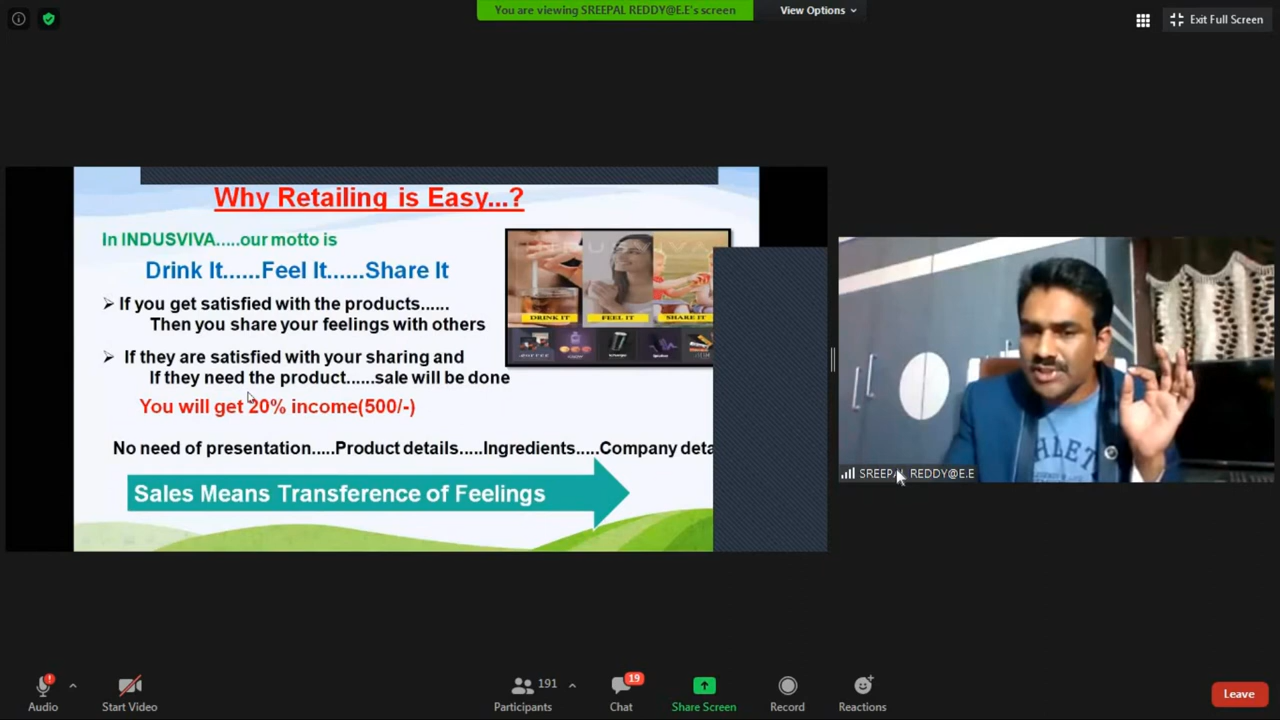 You are viewing SREEPAL REDDY@E.E's screen
View Options
Exit Full Screen
Why Retailing is Easy...?
In INDUSVIVA.....our motto is
Drink It......Feel It......Share It
If you get satisfied with the products......
Then you share your feelings with others
If they are satisfied with your sharing and
If they need the product......sale will be done
You will get 20% income(500/-)
No need of presentation.....Product details.....Ingredients.....Company deta
Sales Means Transference of Feelings
INDUSVIVA
DRINK IT
FEEL IT
SHARE IT
SREEPAL REDDY@E.E
Audio
Start Video
191
Participants
19
Chat
Share Screen
Record
Reactions
Leave